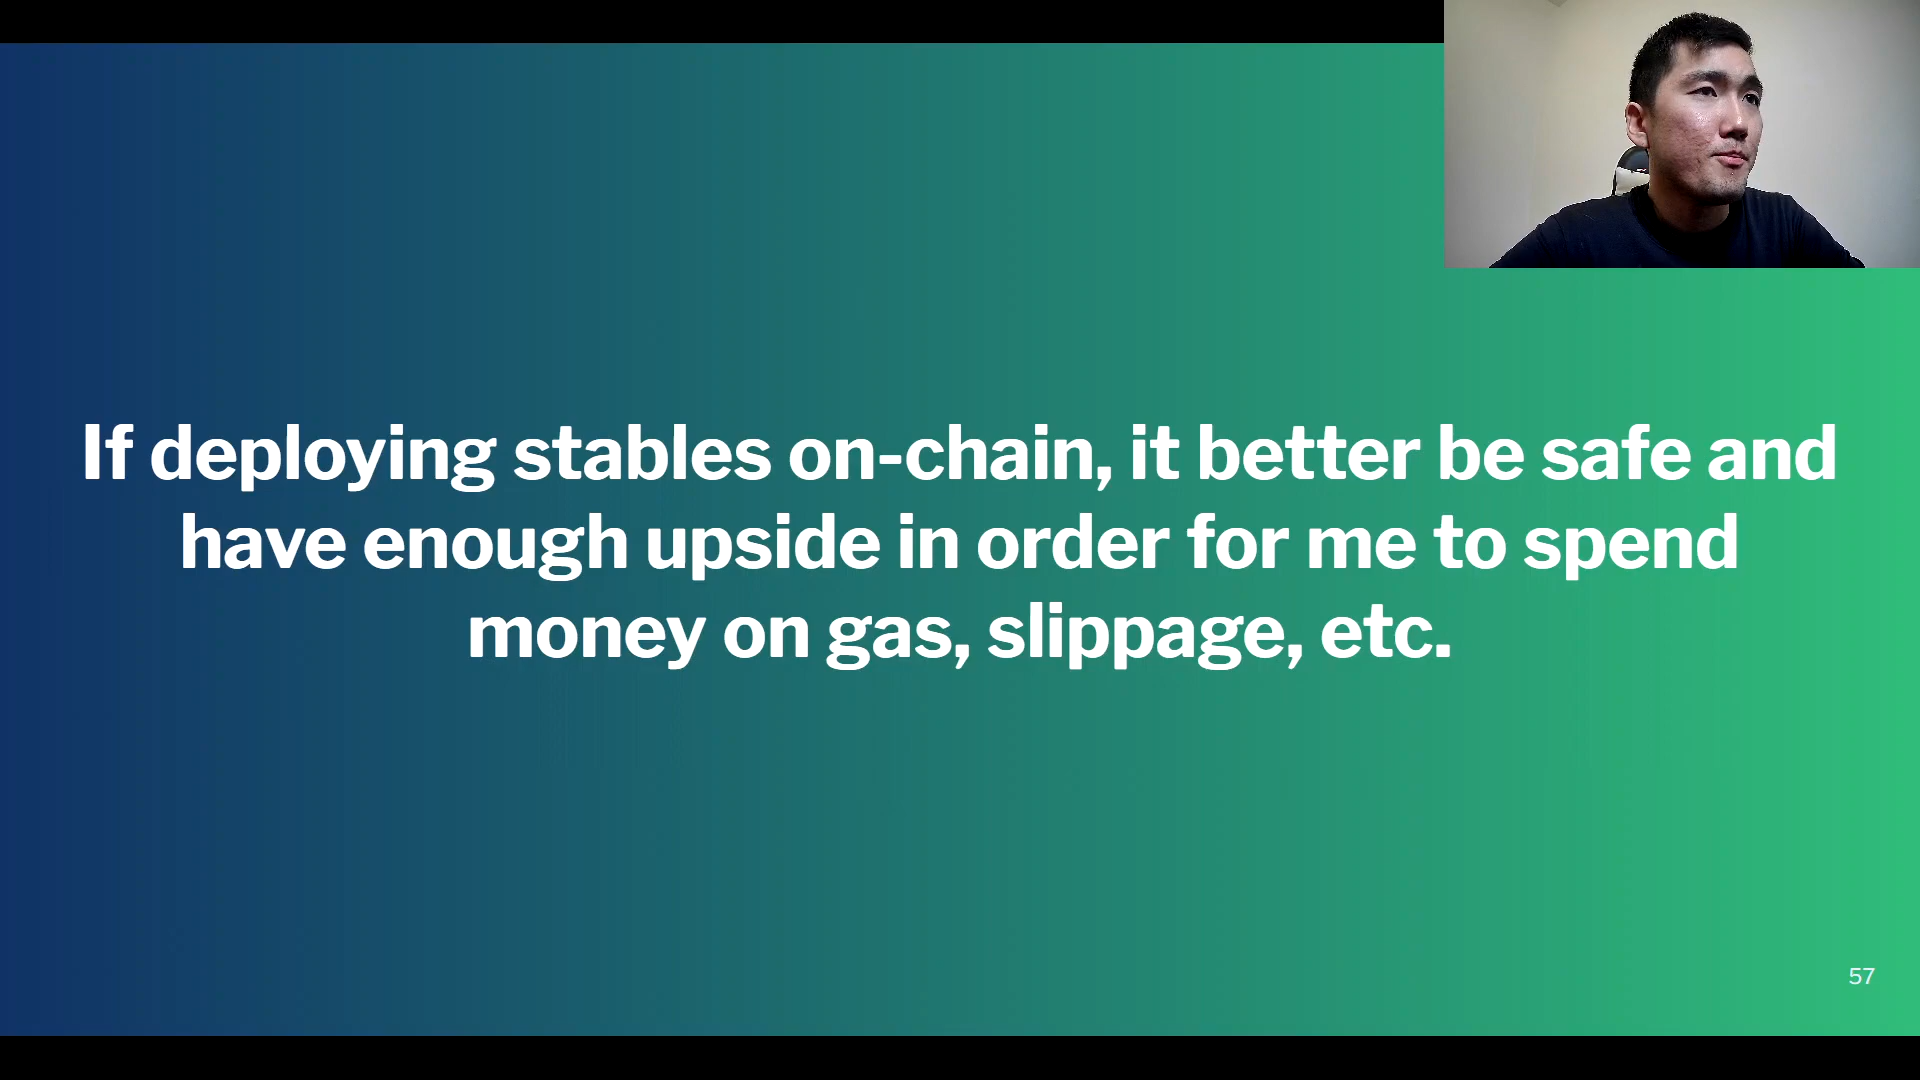 If deploying stables on-chain, it better be safe and
have enough upside in order for me to spend
money on gas, slippage, etc.
57